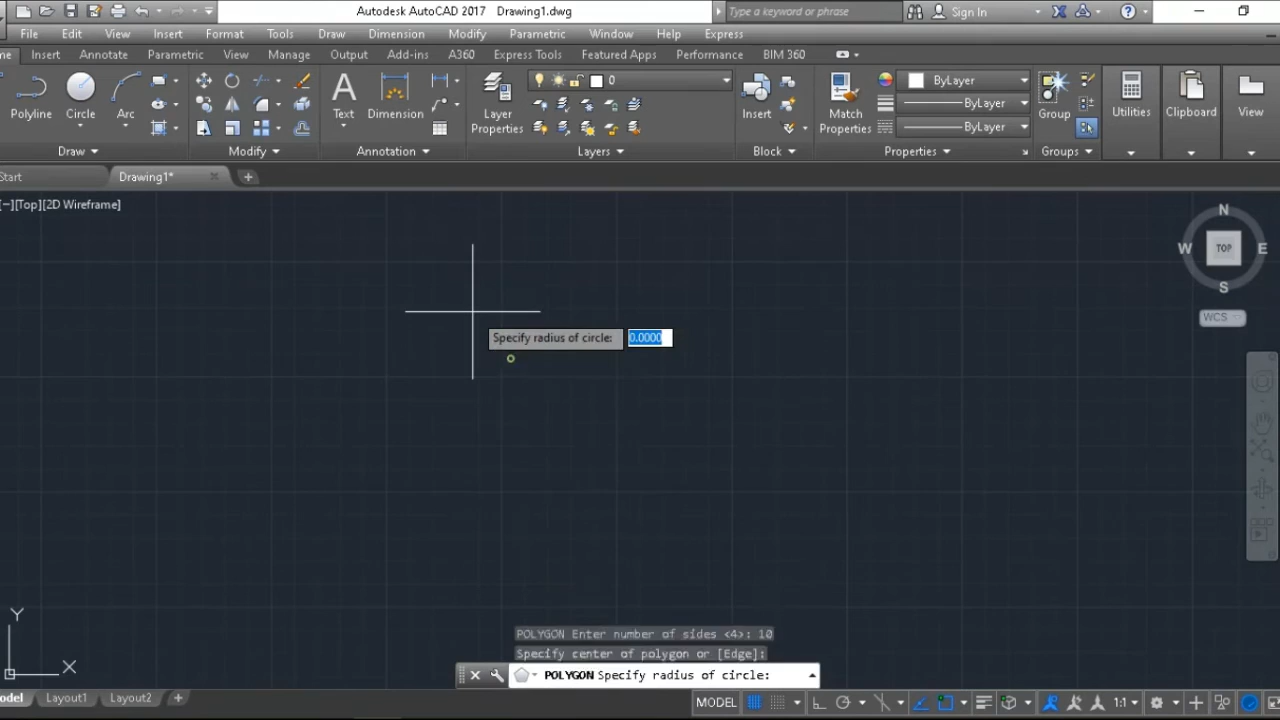 Autodesk AutoCAD 2017 Drawing1.dwg
Type a keyword or phrase
Sign In
File Edit View Insert Format Tools Draw Dimension Modify Parametric Window Help Express
me Insert Annotate Parametric View Manage Output Add-ins A360 Express Tools Featured Apps Performance BIM 360
0
ByLayer
ByLayer
ByLayer
Polyline Circle Arc
Text Dimension
Layer
Properties
Insert
Match
Properties
Group
Utilities Clipboard View
Draw Modify Annotation Layers Block Properties Groups
Start Drawing1*
[−][Top][2D Wireframe]
N
W TOP E
S
WCS
Specify radius of circle: 0.0000
Y
X
POLYGON Enter number of sides <4>: 10
Specify center of polygon or [Edge]:
POLYGON Specify radius of circle:
odel Layout1 Layout2 +
MODEL 1:1